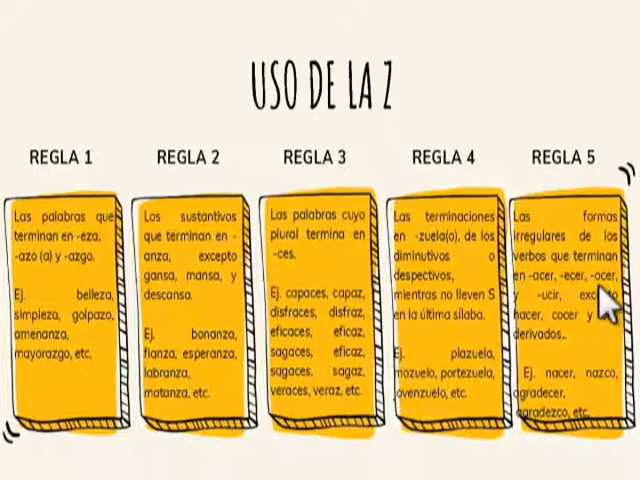 USO DE LA Z
REGLA 1
Las palabras que
terminan en -eza,
-azo (a) y -azgo.
Ej. belleza,
simpleza, golpazo,
amenanza,
mayorazgo, etc.
REGLA 2
Los sustantivos
que terminan en -
anza, excepto
gansa, mansa, y
descansa.
Ej. bonanza,
fianza, esperanza,
labranza,
matanza, etc.
REGLA 3
Las palabras cuyo
plural termina en
-ces.
Ej. capaces, capaz,
disfraces, disfraz,
eficaces, eficaz,
sagaces, eficaz,
sagaces, sagaz,
veraces, veraz, etc.
REGLA 4
Las terminaciones
en -zuela(o), de los
diminutivos o
despectivos,
mientras no lleven S
en la última sílaba.
Ej. plazuela,
mozuelo, portezuela,
jovenzuelo, etc.
REGLA 5
Las formas
irregulares de los
verbos que terminan
en -acer, -ecer, -ocer,
y -ucir,
hacer, cocer y
derivados..
Ej. nacer, nazco,
agradecer,
agradezco, etc.